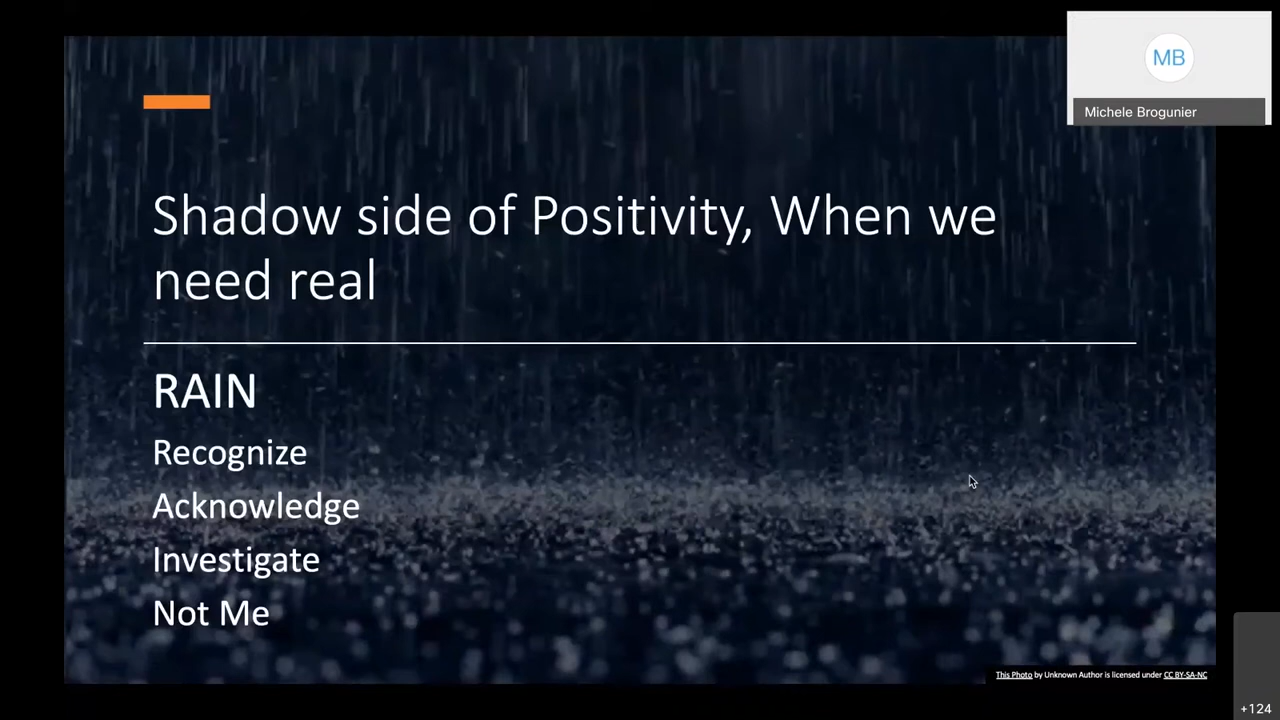 MB
Michele Brogunier
Shadow side of Positivity, When we
need real
RAIN
Recognize
Acknowledge
Investigate
Not Me
This Photo by Unknown Author is licensed under CC BY-SA-NC
+124